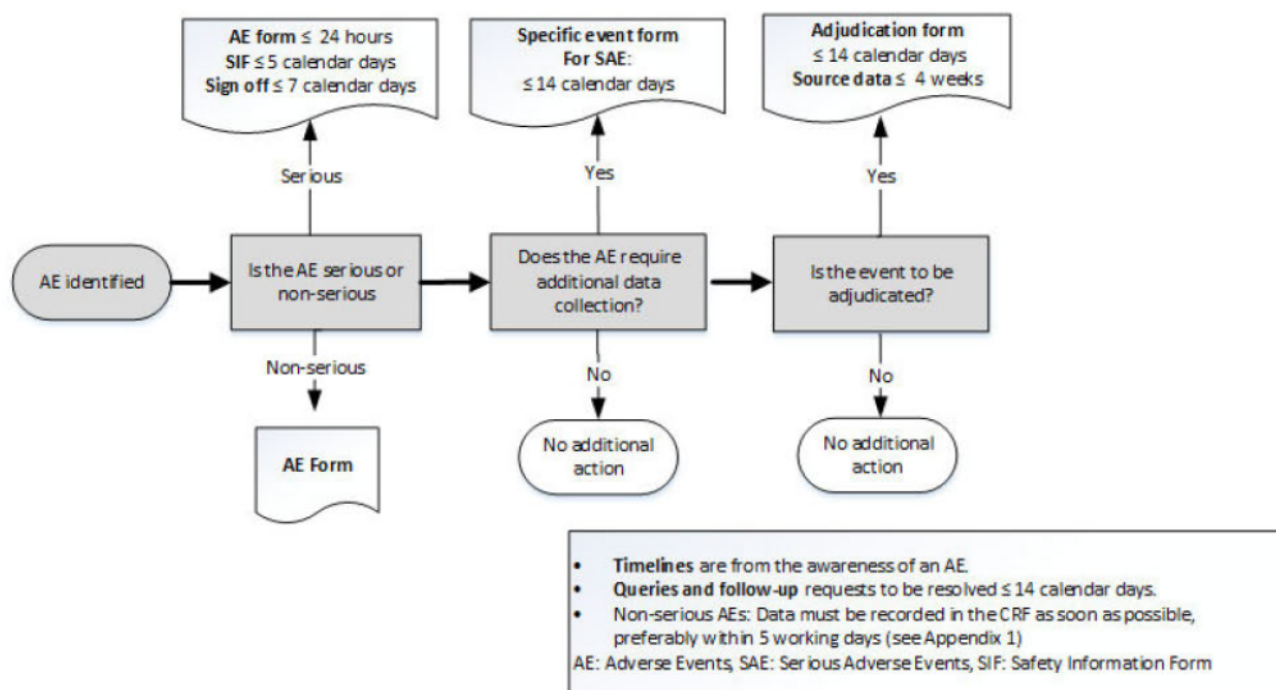 AE form ≤ 24 hours
SIF ≤ 5 calendar days
Sign off ≤ 7 calendar days
Specific event form
For SAE:
≤ 14 calendar days
Adjudication form
≤ 14 calendar days
Source data ≤ 4 weeks
Serious
Yes
Yes
AE identified
Is the AE serious or
non-serious
Does the AE require
additional data
collection?
Is the event to be
adjudicated?
Non-serious
No
No
AE Form
No additional
action
No additional
action
• Timelines are from the awareness of an AE.
• Queries and follow-up requests to be resolved ≤ 14 calendar days.
• Non-serious AEs: Data must be recorded in the CRF as soon as possible,
preferably within 5 working days (see Appendix 1)
AE: Adverse Events, SAE: Serious Adverse Events, SIF: Safety Information Form